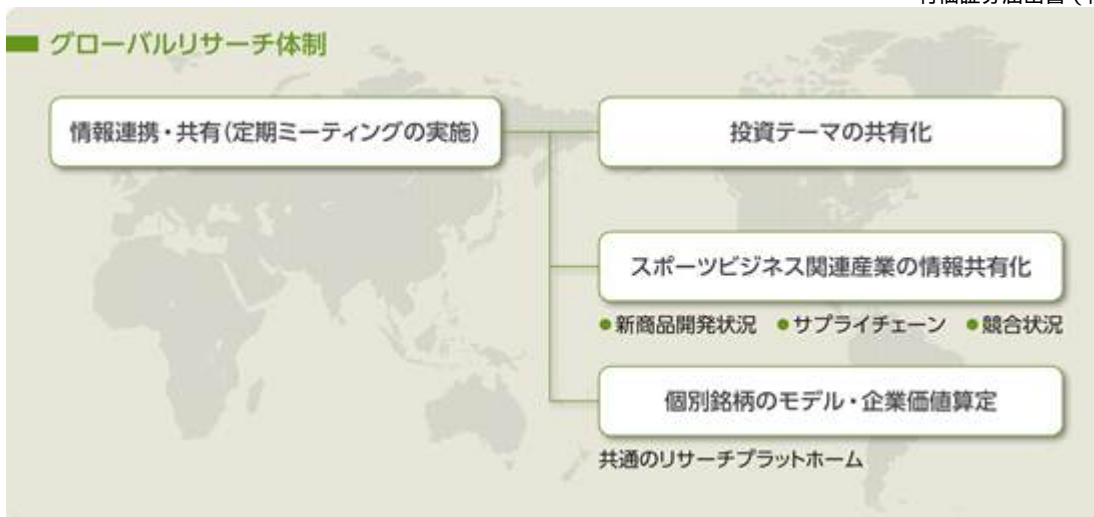 グローバルリサーチ体制
情報連携・共有(定期ミーティングの実施)
投資テーマの共有化
スポーツビジネス関連産業の情報共有化
●新商品開発状況 ●サプライチェーン ●競合状況
個別銘柄のモデル・企業価値算定
共通のリサーチプラットホーム